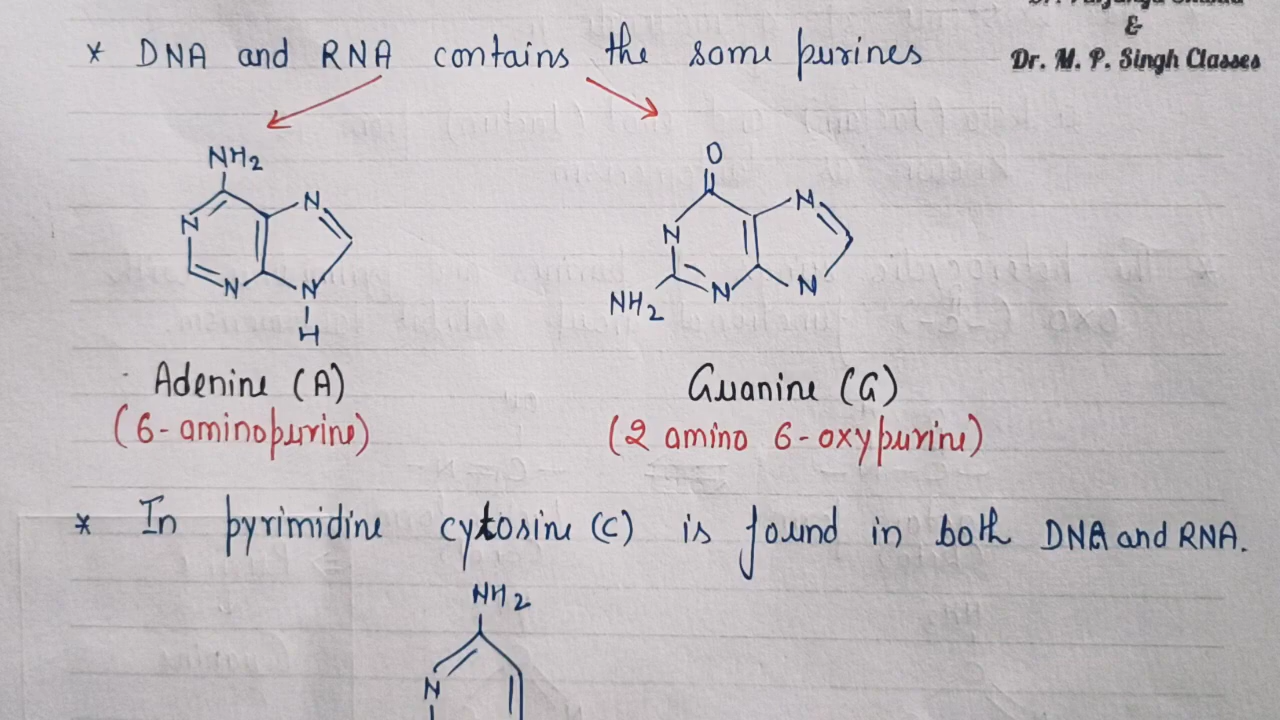 &
Dr. M. P. Singh Classes
* DNA and RNA contains the same purines
NH2
N
N
N
N
H
O
N
N
N
N
NH2
Adenine (A)
Guanine (G)
(6-aminopurine)
(2 amino 6-oxypurine)
* In pyrimidine cytosine (C) is found in both DNA and RNA.
NH2
N